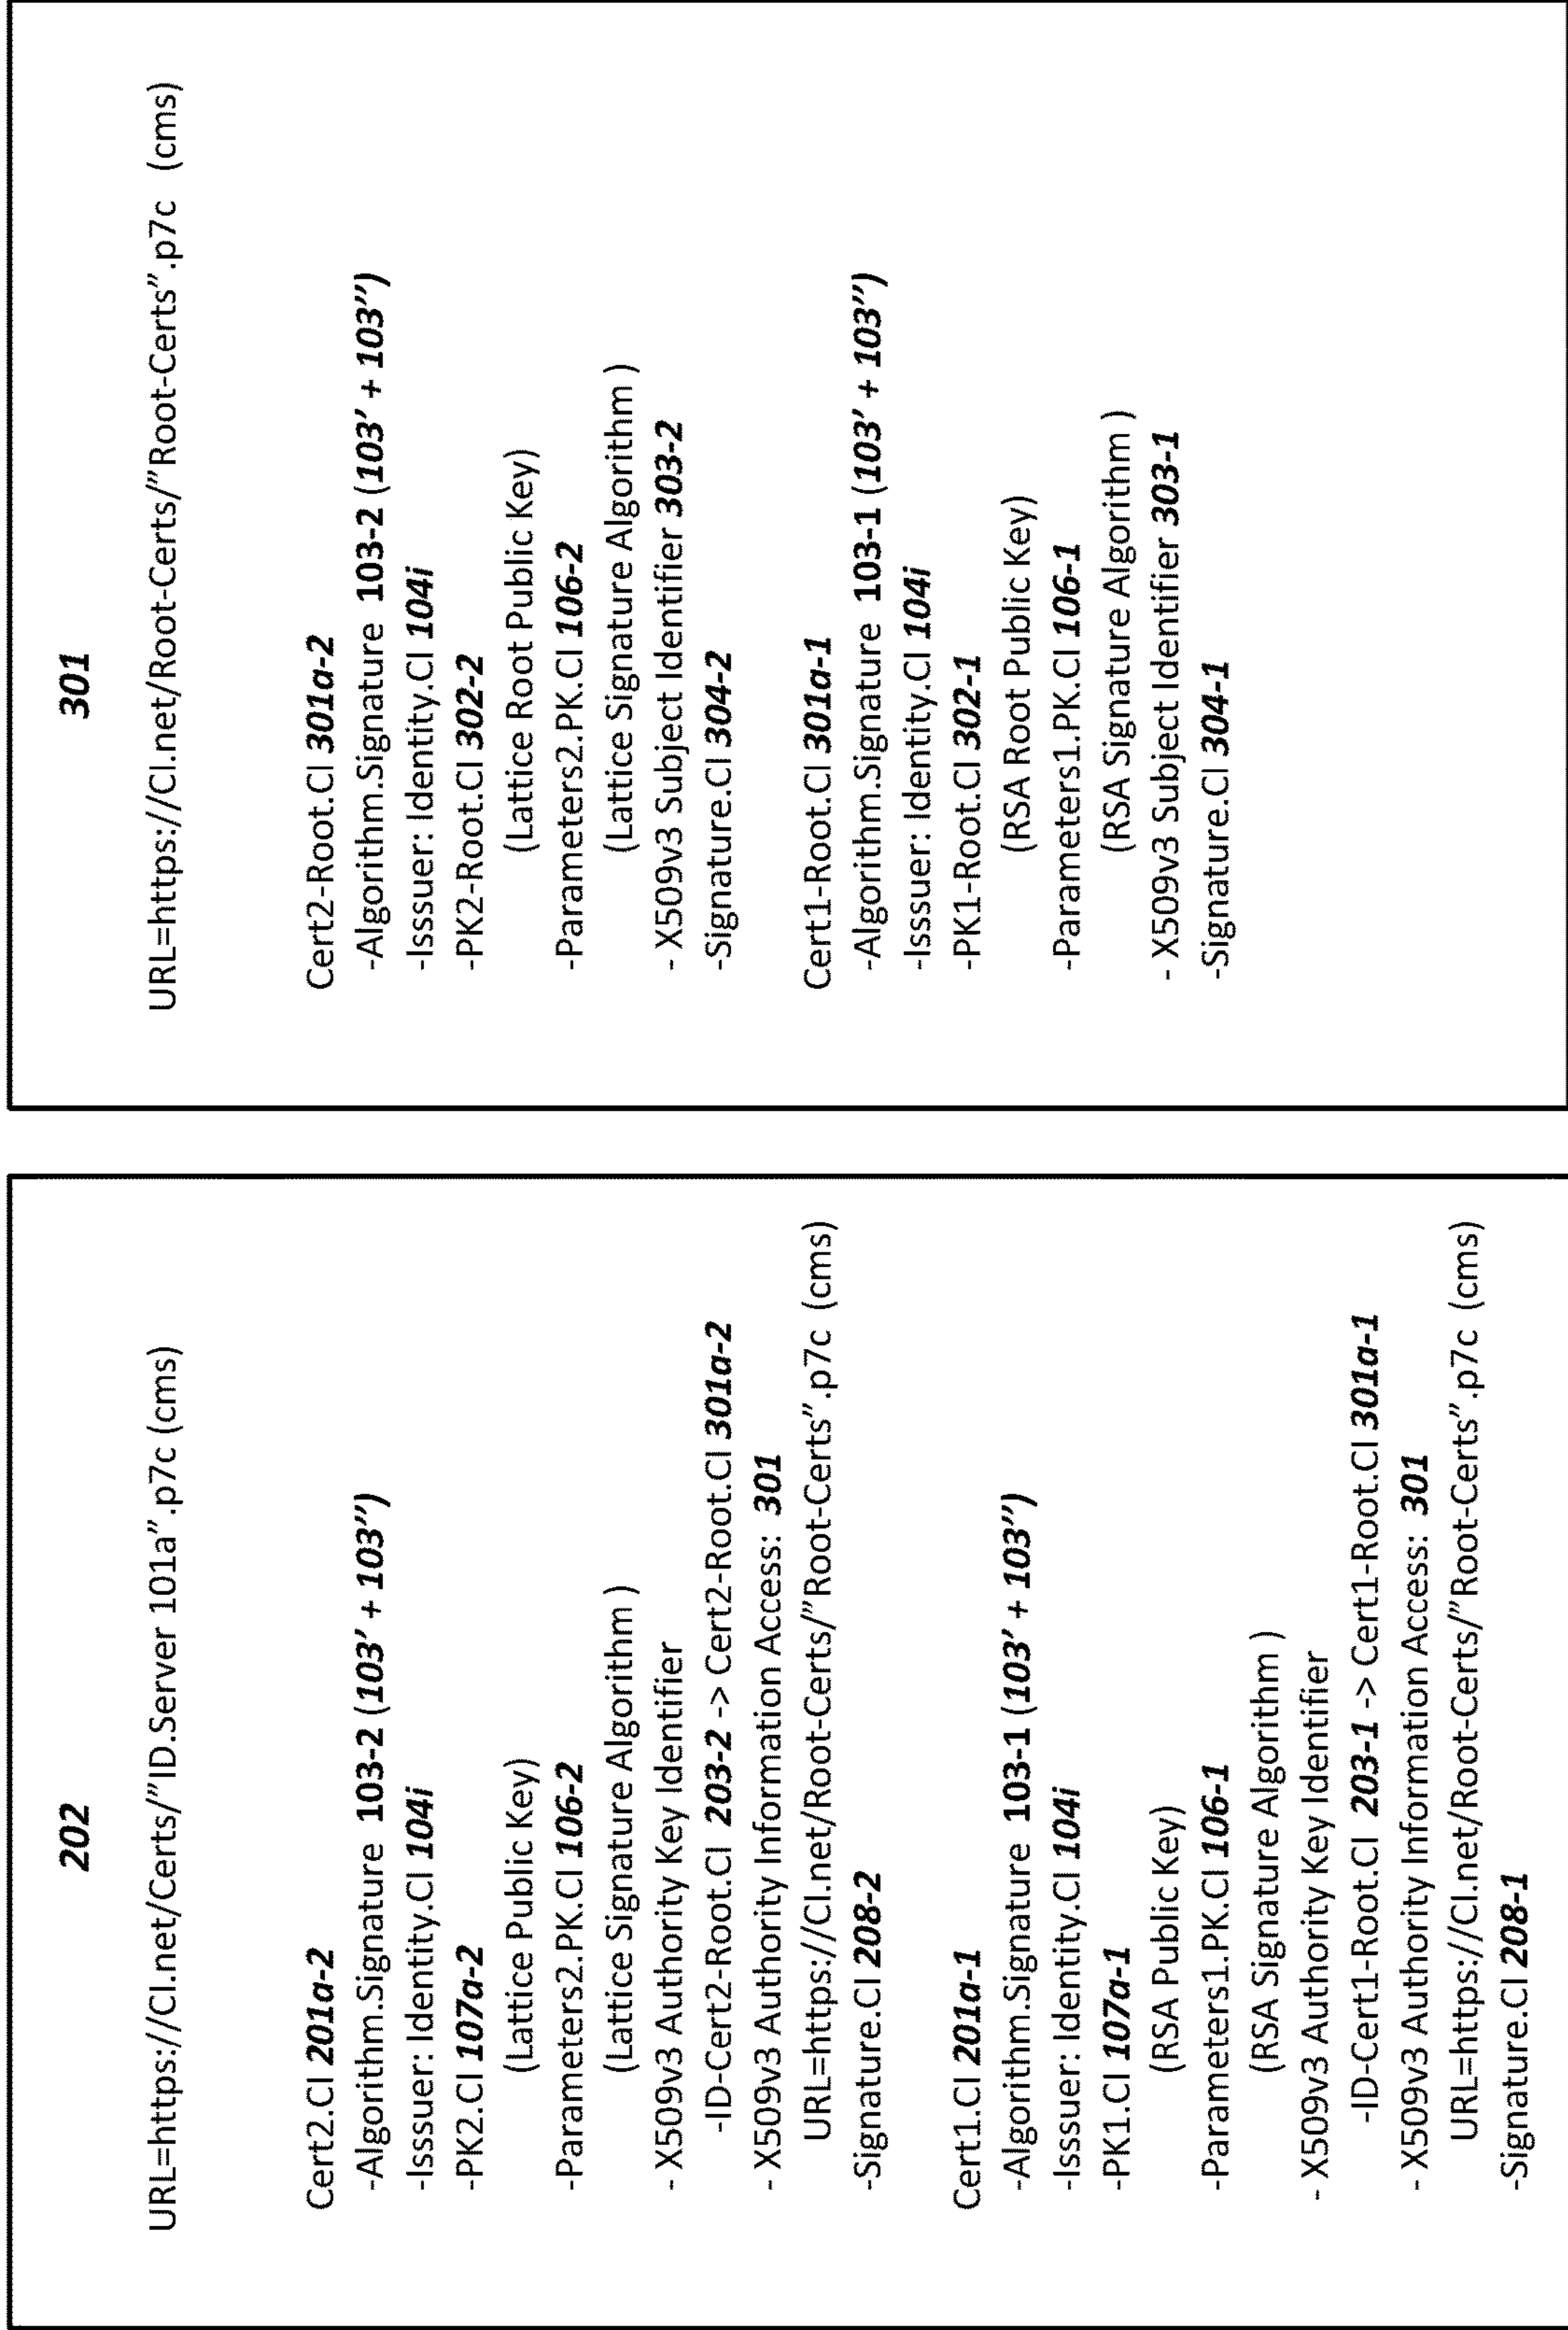 202
URL=https://CI.net/Certs/”ID.Server 101a”.p7c (cms)
Cert2.CI 201a-2
-Algorithm.Signature 103-2 (103’ + 103’’)
-Isssuer: Identity.CI 104i
-PK2.CI 107a-2
(Lattice Public Key)
-Parameters2.PK.CI 106-2
(Lattice Signature Algorithm )
- X509v3 Authority Key Identifier
-ID-Cert2-Root.CI 203-2 -> Cert2-Root.CI 301a-2
- X509v3 Authority Information Access: 301
URL=https://CI.net/Root-Certs/”Root-Certs”.p7c (cms)
-Signature.CI 208-2
Cert1.CI 201a-1
-Algorithm.Signature 103-1 (103’ + 103’’)
-Isssuer: Identity.CI 104i
-PK1.CI 107a-1
(RSA Public Key)
-Parameters1.PK.CI 106-1
(RSA Signature Algorithm )
- X509v3 Authority Key Identifier
-ID-Cert1-Root.CI 203-1 -> Cert1-Root.CI 301a-1
- X509v3 Authority Information Access: 301
URL=https://CI.net/Root-Certs/”Root-Certs”.p7c (cms)
-Signature.CI 208-1
301
URL=https://CI.net/Root-Certs/”Root-Certs”.p7c (cms)
Cert2-Root.CI 301a-2
-Algorithm.Signature 103-2 (103’ + 103’’)
-Isssuer: Identity.CI 104i
-PK2-Root.CI 302-2
(Lattice Root Public Key)
-Parameters2.PK.CI 106-2
(Lattice Signature Algorithm )
- X509v3 Subject Identifier 303-2
-Signature.CI 304-2
Cert1-Root.CI 301a-1
-Algorithm.Signature 103-1 (103’ + 103’’)
-Isssuer: Identity.CI 104i
-PK1-Root.CI 302-1
(RSA Root Public Key)
-Parameters1.PK.CI 106-1
(RSA Signature Algorithm )
- X509v3 Subject Identifier 303-1
-Signature.CI 304-1